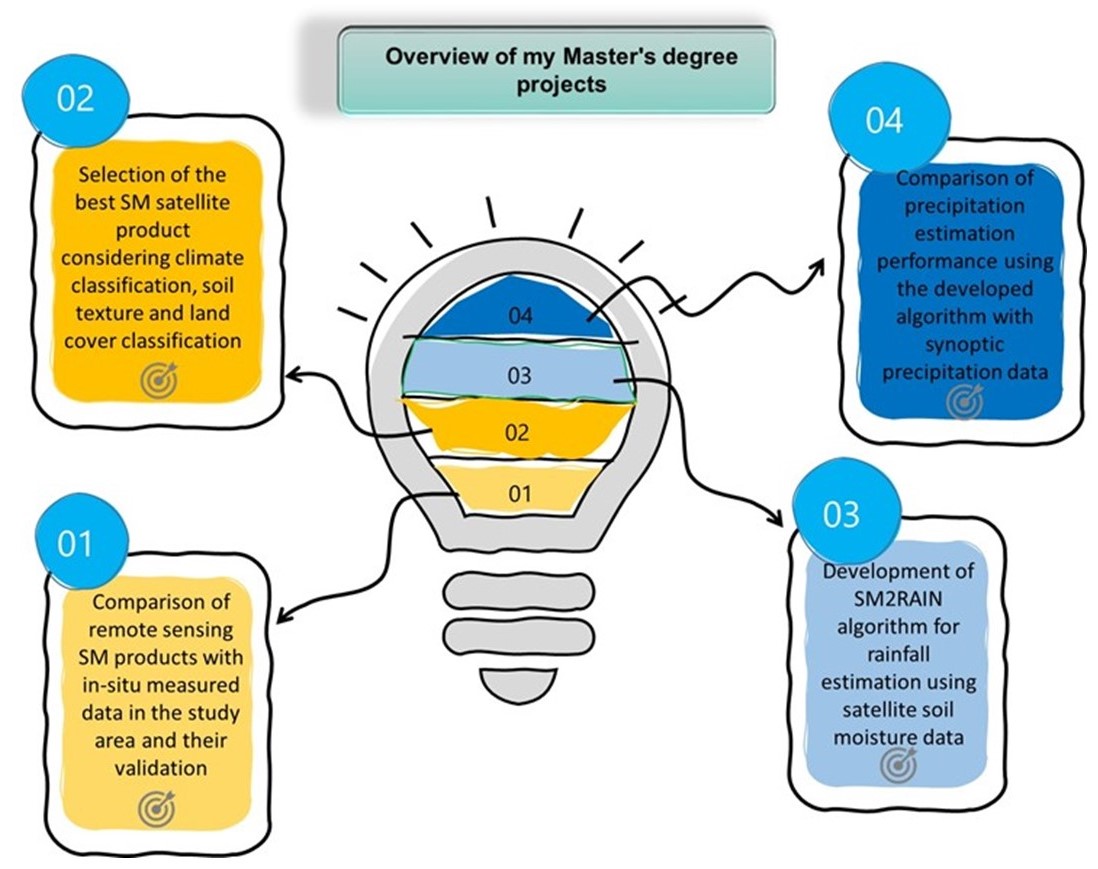 Overview of my Master's degree
projects
02
Selection of the
best SM satellite
product
considering climate
classification, soil
texture and land
cover classification
04
Comparison of
precipitation
estimation
performance using
the developed
algorithm with
synoptic
precipitation data
04
03
02
01
01
Comparison of
remote sensing
SM products with
in-situ measured
data in the study
area and their
validation
03
Development of
SM2RAIN
algorithm for
rainfall
estimation using
satellite soil
moisture data